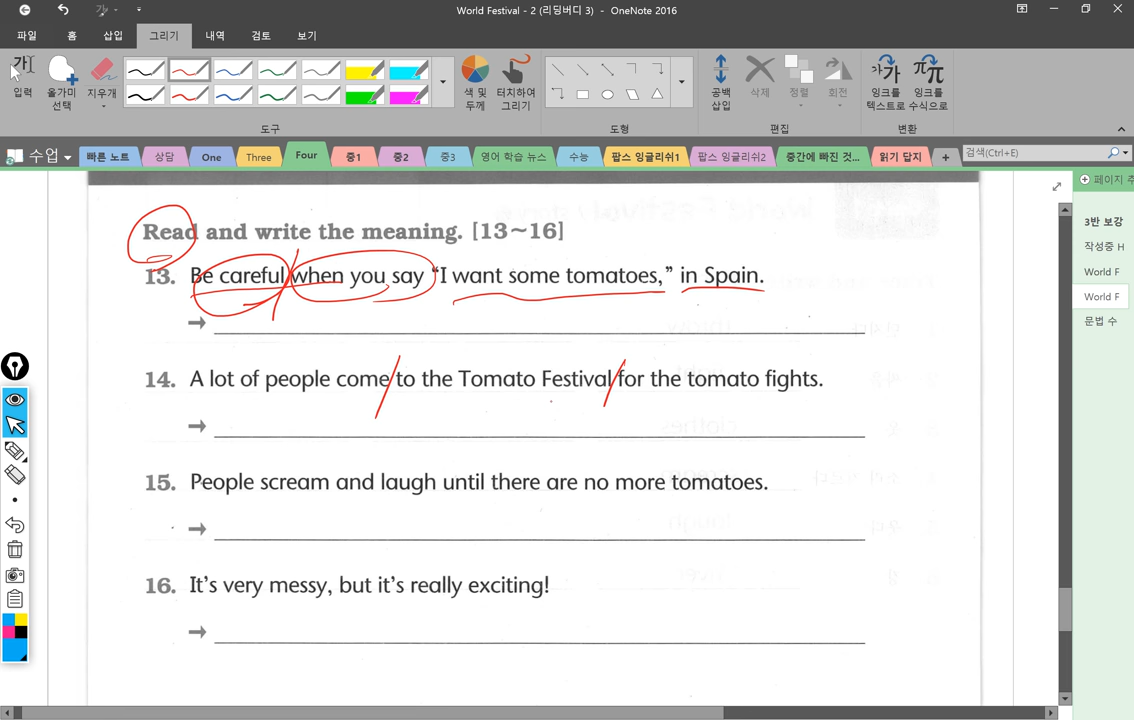 World Festival - 2 (리딩버디 3) - OneNote 2016
파일 홈 삽입 그리기 내역 검토 보기
입력 올가미 선택 지우개 색 및 두께 터치하여 그리기 공백 삽입 삭제 정렬 회전 잉크를 텍스트로 잉크를 수식으로
도구 도형 편집 변환
수업 빠른 노트 상담 One Three Four 중1 중2 중3 영어 학습 뉴스 수능 팝스 잉글리쉬1 팝스 잉글리쉬2 중간에 빠진 것... 읽기 답지 + 검색(Ctrl+E)
페이지 추
3반 보강
작성중 H
World F
World F
문법 수
Read and write the meaning. [13~16]
13. Be careful when you say “I want some tomatoes,” in Spain.
→
14. A lot of people come to the Tomato Festival for the tomato fights.
→
15. People scream and laugh until there are no more tomatoes.
→
16. It's very messy, but it's really exciting!
→